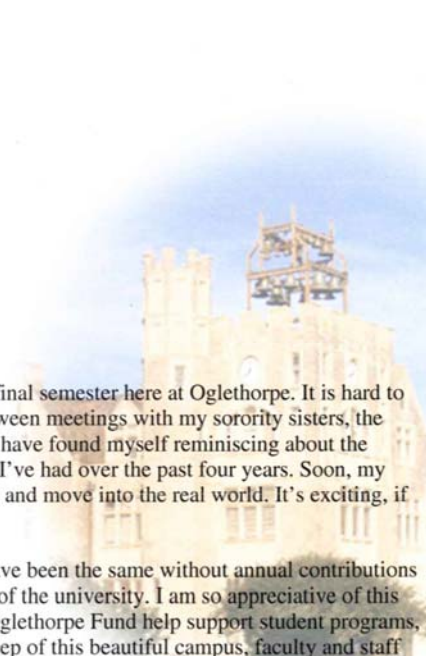 inal semester here at Oglethorpe. It is hard to
ween meetings with my sorority sisters, the
have found myself reminiscing about the
I've had over the past four years. Soon, my
and move into the real world. It's exciting, if
ve been the same without annual contributions
of the university. I am so appreciative of this
glethorpe Fund help support student programs,
ep of this beautiful campus, faculty and staff